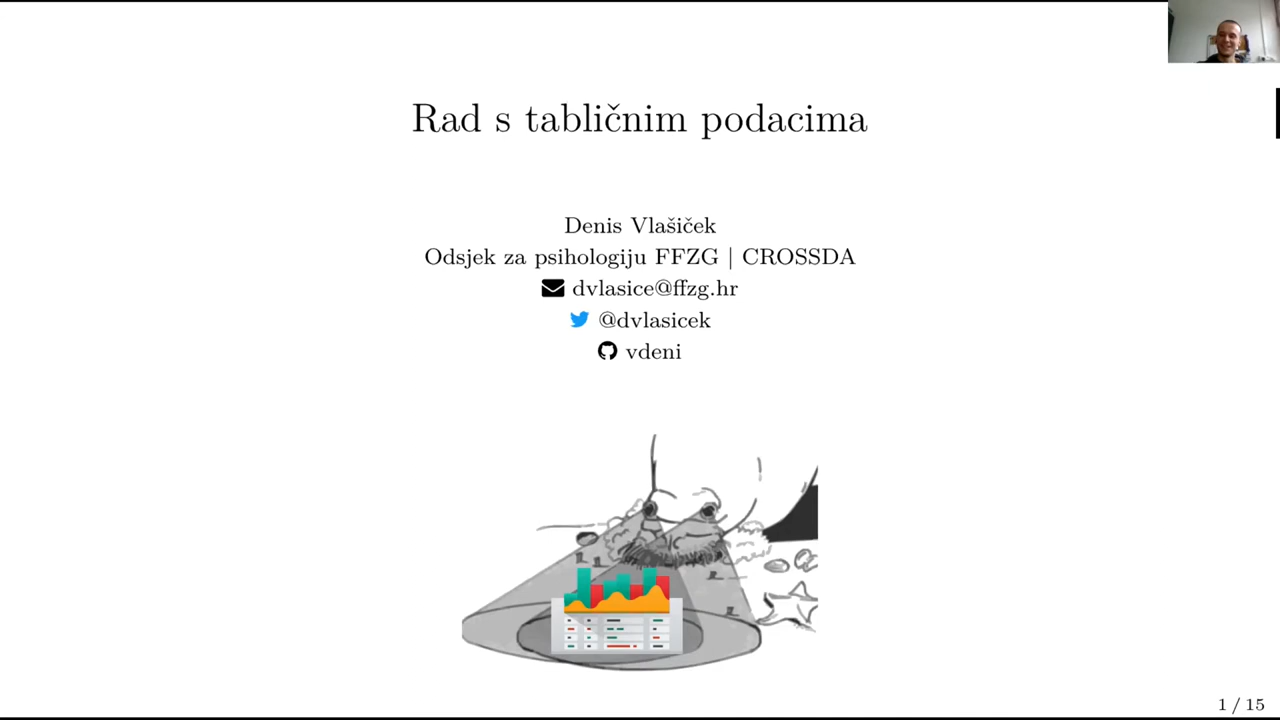 Rad s tabličnim podacima
Denis Vlašiček
Odsjek za psihologiju FFZG | CROSSDA
dvlasice@ffzg.hr
@dvlasicek
vdeni
1 / 15